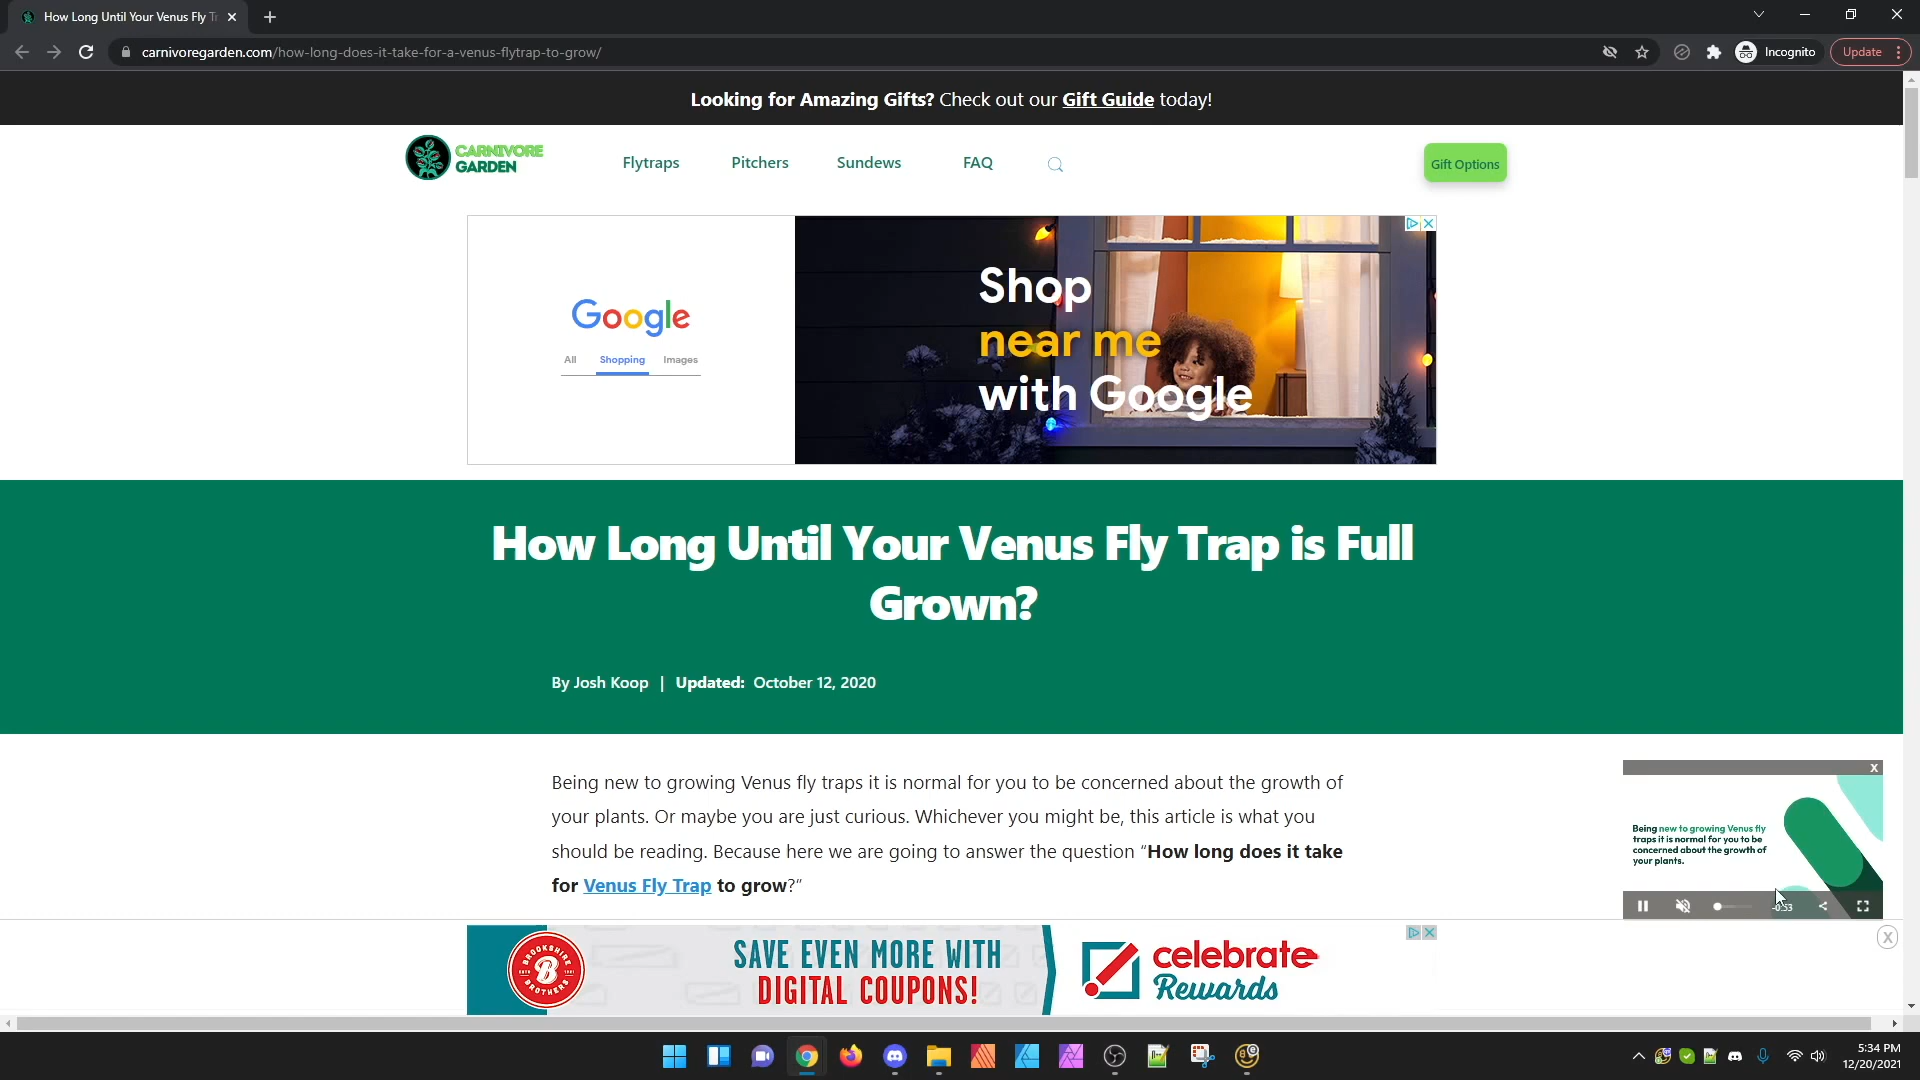 How Long Until Your Venus Fly Tr
carnivoregarden.com/how-long-does-it-take-for-a-venus-flytrap-to-grow/
Incognito
Update
Looking for Amazing Gifts? Check out our Gift Guide today!
CARNIVORE
GARDEN
Flytraps
Pitchers
Sundews
FAQ
Gift Options
Google
All
Shopping
Images
Shop
near me
with Google
How Long Until Your Venus Fly Trap is Full
Grown?
By Josh Koop | Updated: October 12, 2020
Being new to growing Venus fly traps it is normal for you to be concerned about the growth of
your plants. Or maybe you are just curious. Whichever you might be, this article is what you
should be reading. Because here we are going to answer the question “How long does it take
for Venus Fly Trap to grow?”
X
Being new to growing Venus fly
traps it is normal for you to be
concerned about the growth of
your plants.
-0:53
BROOKSHIRE
B
BROTHERS
SAVE EVEN MORE WITH
DIGITAL COUPONS!
celebrate
Rewards
5:34 PM
12/20/2021